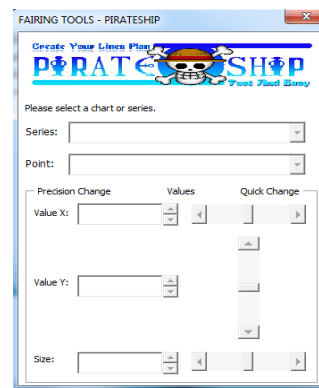 FAIRING TOOLS - PIRATESHIP
Create Your Lines Plan
PIRATE SHIP
Fast And Easy
Please select a chart or series.
Series:
Point:
Precision Change Values Quick Change
Value X:
Value Y:
Size: